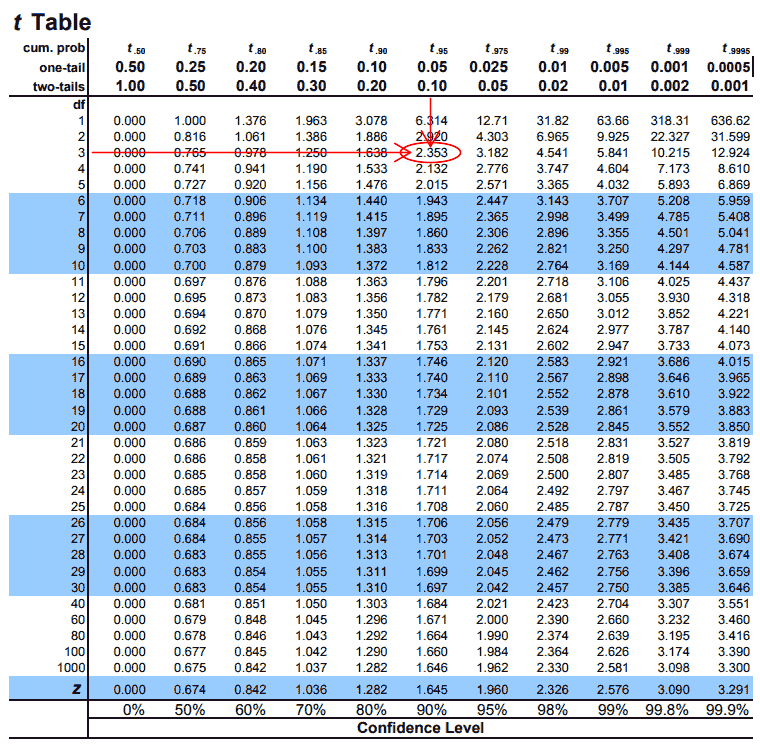 t Table
cum. prob t .50 t .75 t .80 t .85 t .90 t .95 t .975 t .99 t .995 t .999 t .9995
one-tail 0.50 0.25 0.20 0.15 0.10 0.05 0.025 0.01 0.005 0.001 0.0005
two-tails 1.00 0.50 0.40 0.30 0.20 0.10 0.05 0.02 0.01 0.002 0.001
df
1 0.000 1.000 1.376 1.963 3.078 6.314 12.71 31.82 63.66 318.31 636.62
2 0.000 0.816 1.061 1.386 1.886 2.920 4.303 6.965 9.925 22.327 31.599
3 0.000 0.765 0.978 1.250 1.638 2.353 3.182 4.541 5.841 10.215 12.924
4 0.000 0.741 0.941 1.190 1.533 2.132 2.776 3.747 4.604 7.173 8.610
5 0.000 0.727 0.920 1.156 1.476 2.015 2.571 3.365 4.032 5.893 6.869
6 0.000 0.718 0.906 1.134 1.440 1.943 2.447 3.143 3.707 5.208 5.959
7 0.000 0.711 0.896 1.119 1.415 1.895 2.365 2.998 3.499 4.785 5.408
8 0.000 0.706 0.889 1.108 1.397 1.860 2.306 2.896 3.355 4.501 5.041
9 0.000 0.703 0.883 1.100 1.383 1.833 2.262 2.821 3.250 4.297 4.781
10 0.000 0.700 0.879 1.093 1.372 1.812 2.228 2.764 3.169 4.144 4.587
11 0.000 0.697 0.876 1.088 1.363 1.796 2.201 2.718 3.106 4.025 4.437
12 0.000 0.695 0.873 1.083 1.356 1.782 2.179 2.681 3.055 3.930 4.318
13 0.000 0.694 0.870 1.079 1.350 1.771 2.160 2.650 3.012 3.852 4.221
14 0.000 0.692 0.868 1.076 1.345 1.761 2.145 2.624 2.977 3.787 4.140
15 0.000 0.691 0.866 1.074 1.341 1.753 2.131 2.602 2.947 3.733 4.073
16 0.000 0.690 0.865 1.071 1.337 1.746 2.120 2.583 2.921 3.686 4.015
17 0.000 0.689 0.863 1.069 1.333 1.740 2.110 2.567 2.898 3.646 3.965
18 0.000 0.688 0.862 1.067 1.330 1.734 2.101 2.552 2.878 3.610 3.922
19 0.000 0.688 0.861 1.066 1.328 1.729 2.093 2.539 2.861 3.579 3.883
20 0.000 0.687 0.860 1.064 1.325 1.725 2.086 2.528 2.845 3.552 3.850
21 0.000 0.686 0.859 1.063 1.323 1.721 2.080 2.518 2.831 3.527 3.819
22 0.000 0.686 0.858 1.061 1.321 1.717 2.074 2.508 2.819 3.505 3.792
23 0.000 0.685 0.858 1.060 1.319 1.714 2.069 2.500 2.807 3.485 3.768
24 0.000 0.685 0.857 1.059 1.318 1.711 2.064 2.492 2.797 3.467 3.745
25 0.000 0.684 0.856 1.058 1.316 1.708 2.060 2.485 2.787 3.450 3.725
26 0.000 0.684 0.856 1.058 1.315 1.706 2.056 2.479 2.779 3.435 3.707
27 0.000 0.684 0.855 1.057 1.314 1.703 2.052 2.473 2.771 3.421 3.690
28 0.000 0.683 0.855 1.056 1.313 1.701 2.048 2.467 2.763 3.408 3.674
29 0.000 0.683 0.854 1.055 1.311 1.699 2.045 2.462 2.756 3.396 3.659
30 0.000 0.683 0.854 1.055 1.310 1.697 2.042 2.457 2.750 3.385 3.646
40 0.000 0.681 0.851 1.050 1.303 1.684 2.021 2.423 2.704 3.307 3.551
60 0.000 0.679 0.848 1.045 1.296 1.671 2.000 2.390 2.660 3.232 3.460
80 0.000 0.678 0.846 1.043 1.292 1.664 1.990 2.374 2.639 3.195 3.416
100 0.000 0.677 0.845 1.042 1.290 1.660 1.984 2.364 2.626 3.174 3.390
1000 0.000 0.675 0.842 1.037 1.282 1.646 1.962 2.330 2.581 3.098 3.300
z 0.000 0.674 0.842 1.036 1.282 1.645 1.960 2.326 2.576 3.090 3.291
0% 50% 60% 70% 80% 90% 95% 98% 99% 99.8% 99.9%
Confidence Level